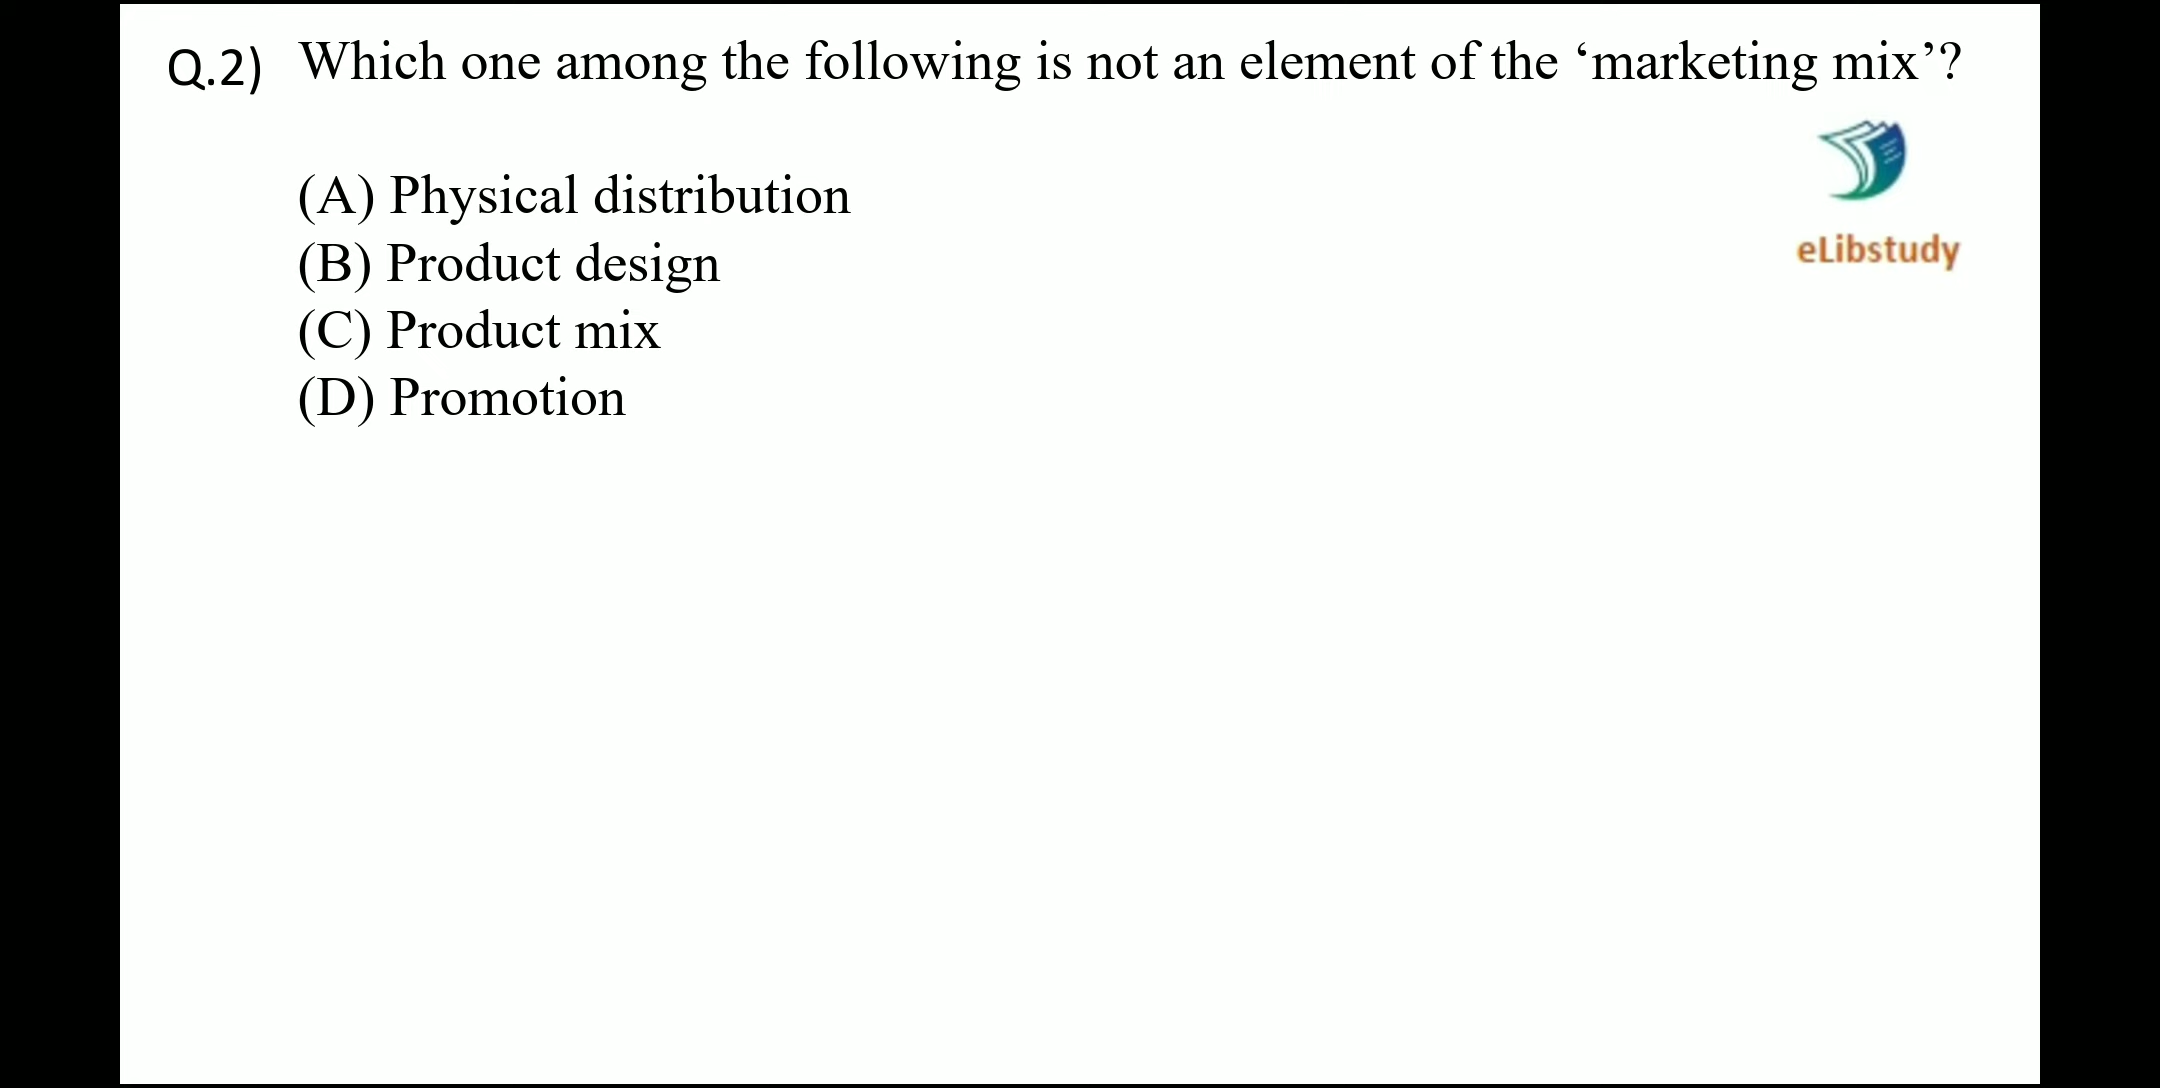 Q.2) Which one among the following is not an element of the ‘marketing mix’?
eLibstudy
(A) Physical distribution
(B) Product design
(C) Product mix
(D) Promotion